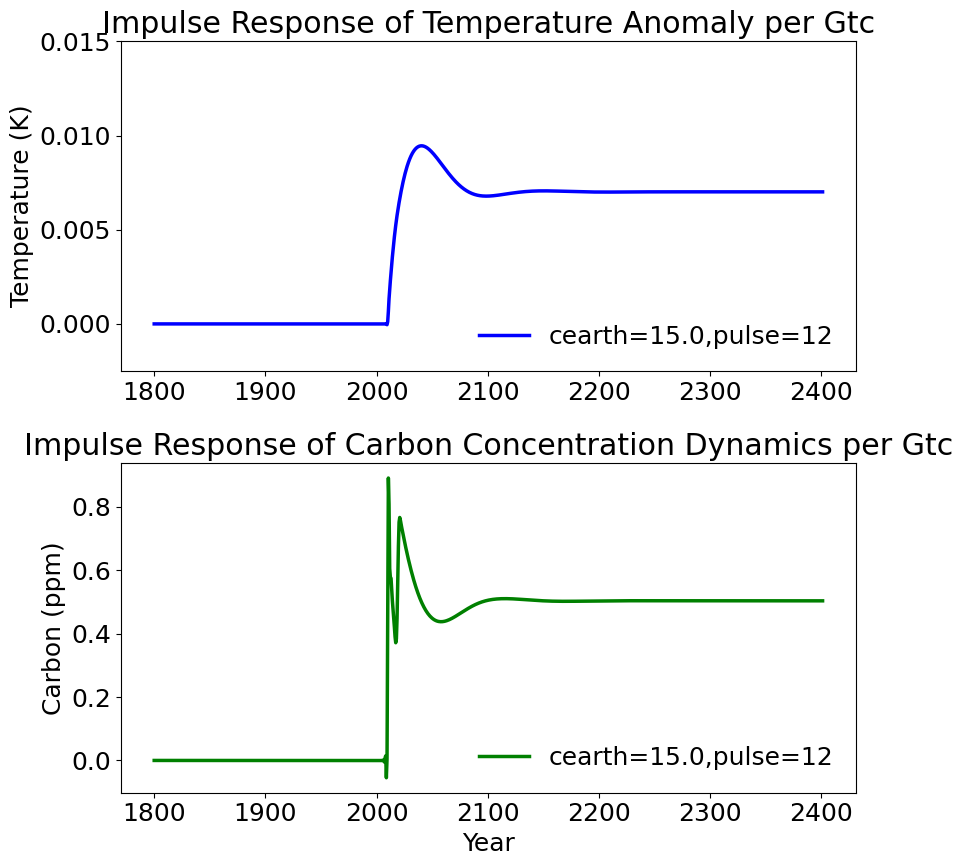 Impulse Response of Temperature Anomaly per Gtc
0.015
0.010
0.005
0.000
Temperature (K)
cearth=15.0,pulse=12
1800 1900 2000 2100 2200 2300 2400
Impulse Response of Carbon Concentration Dynamics per Gtc
0.8
0.6
0.4
0.2
0.0
Carbon (ppm)
cearth=15.0,pulse=12
1800 1900 2000 2100 2200 2300 2400
Year